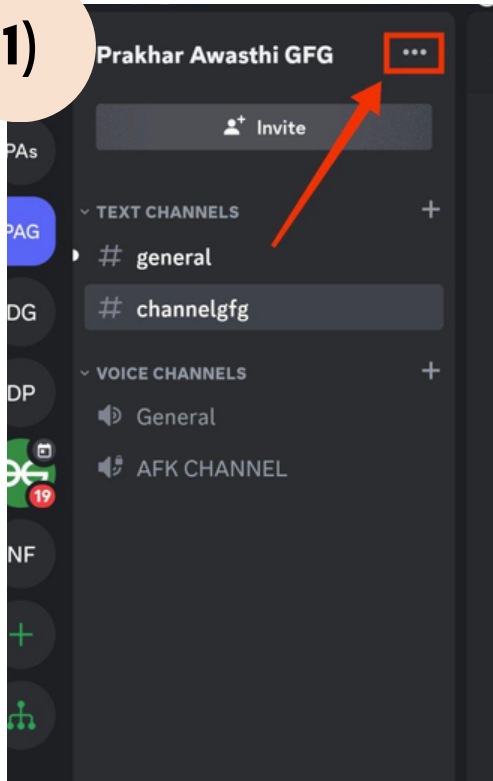 1)
Prakhar Awasthi GFG
Invite
PAs
TEXT CHANNELS
PAG
# general
DG
# channelgfg
VOICE CHANNELS
DP
General
19
AFK CHANNEL
NF